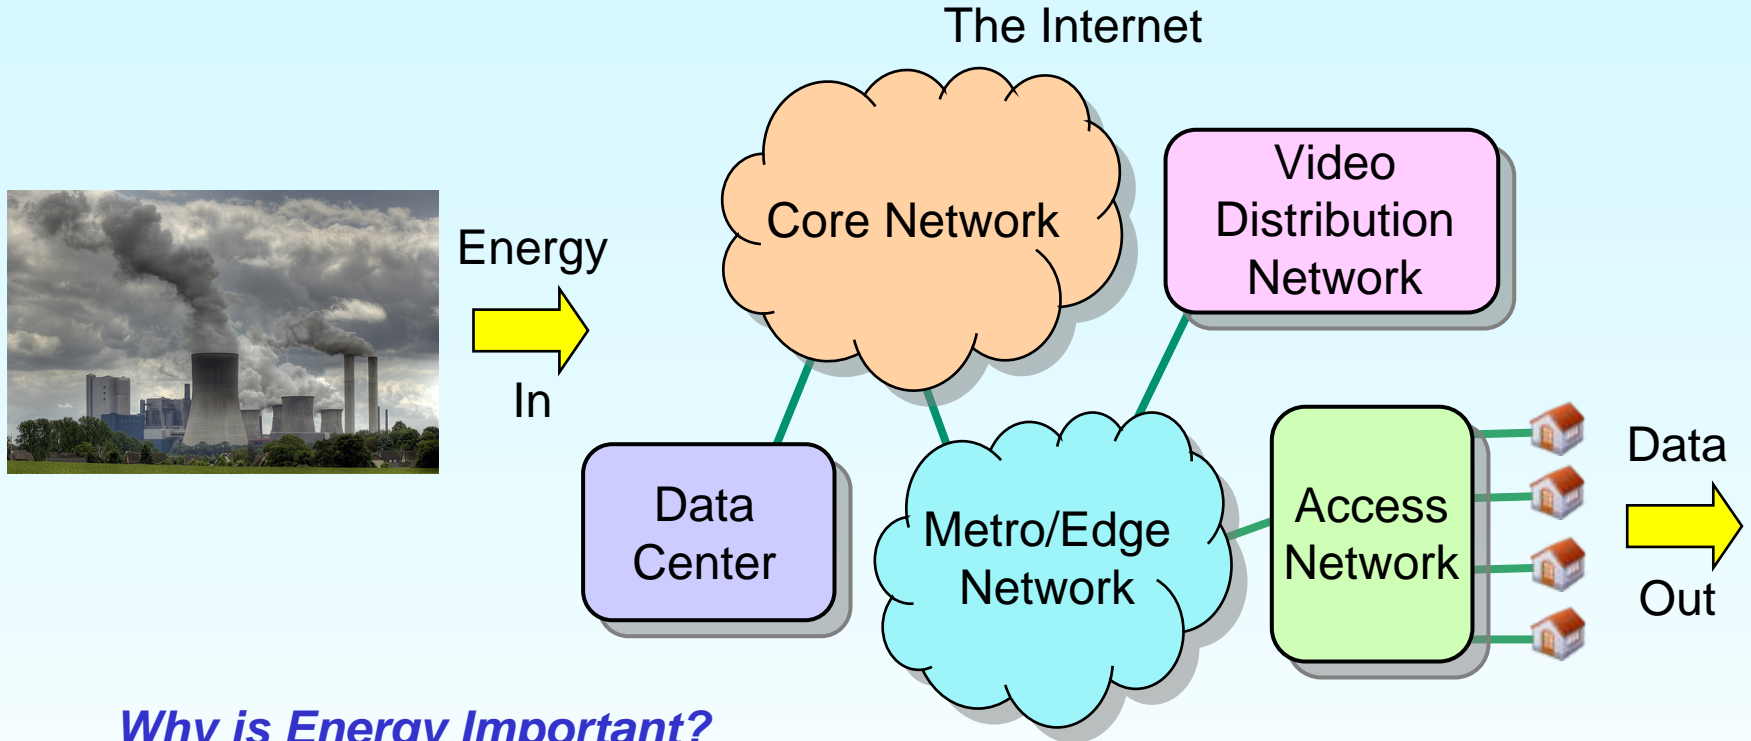 The Internet
Energy
In
Core Network
Video
Distribution
Network
Data
Center
Metro/Edge
Network
Access
Network
Data
Out
Why is Energy Important?